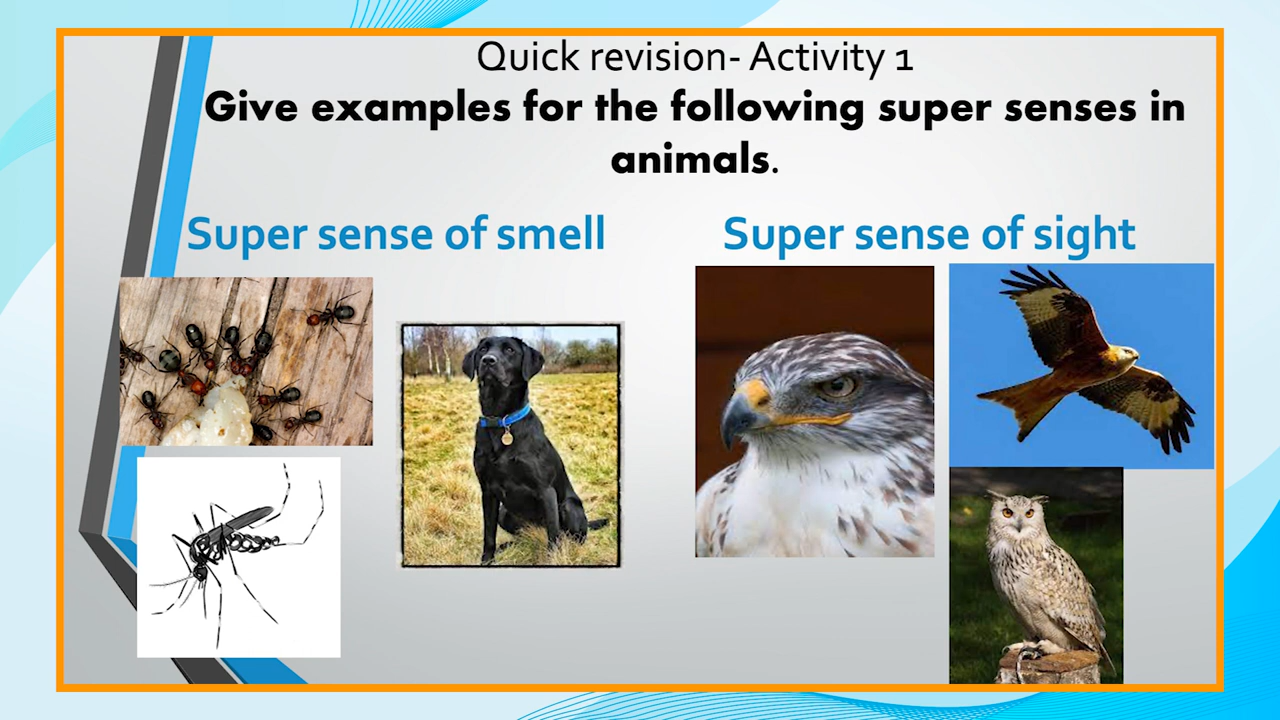 Quick revision- Activity 1
Give examples for the following super senses in
animals.
Super sense of smell
Super sense of sight